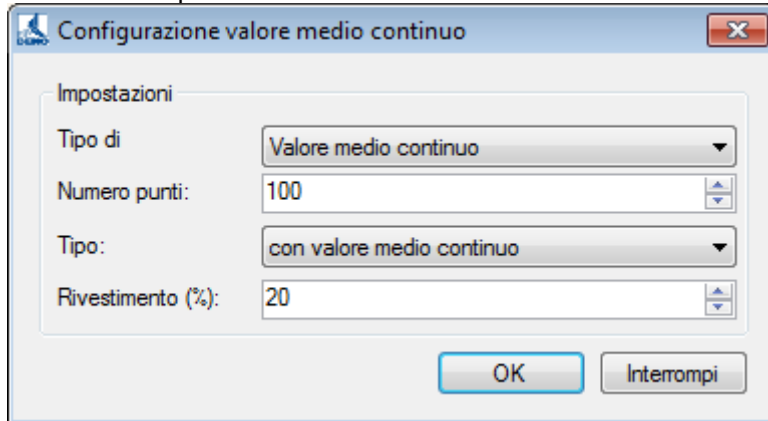 Configurazione valore medio continuo
Impostazioni
Tipo di
Valore medio continuo
Numero punti:
100
Tipo:
con valore medio continuo
Rivestimento (%):
20
OK
Interrompi